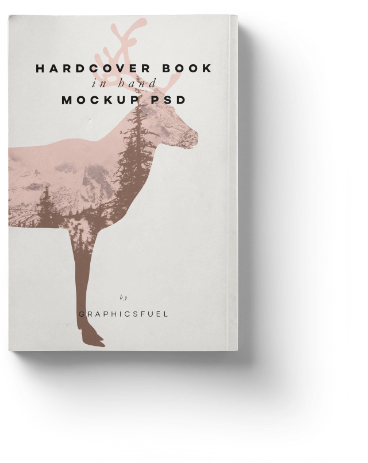 HARDCOVER BOOK
in hand
MOCKUP PSD
by
GRAPHICSFUEL